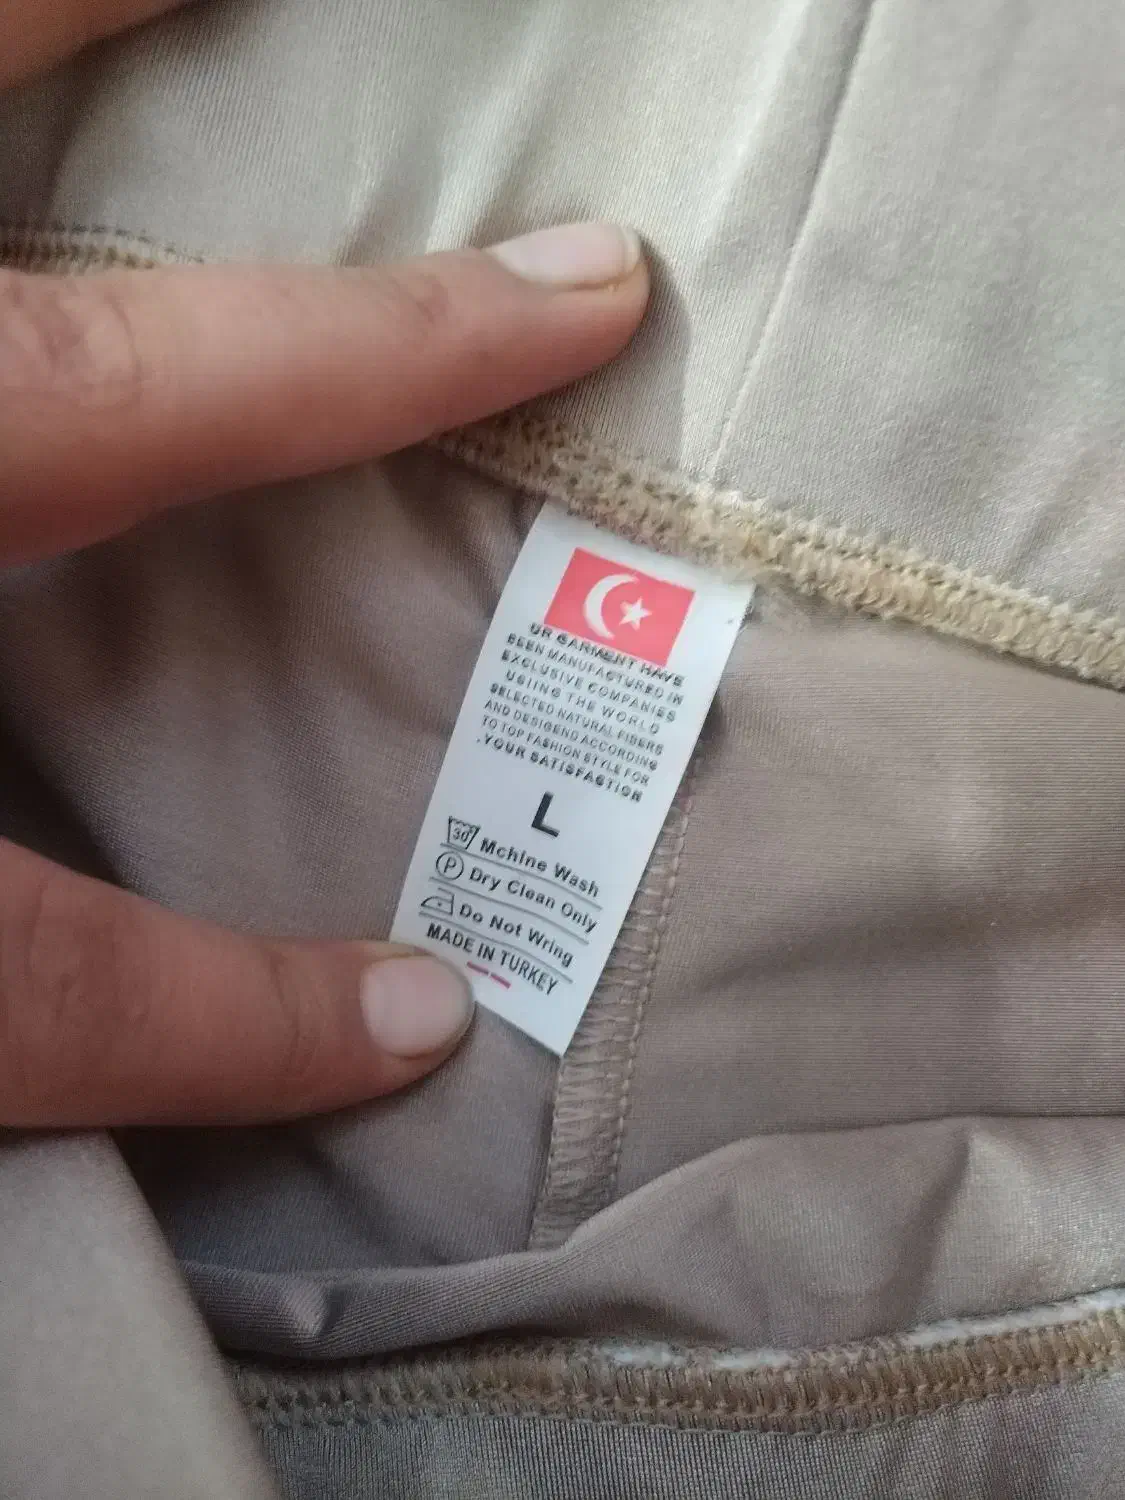 UR GARMENT HAVE
BEEN MANUFACTURED IN
EXCLUSIVE COMPANIES
USIING THE WORLD
SELECTED NATURAL FIBERS
AND DESIGEND ACCORDING
TO TOP FASHION STYLE FOR
.YOUR SATISFACTION
L
30° Mchine Wash
P Dry Clean Only
Do Not Wring
MADE IN TURKEY